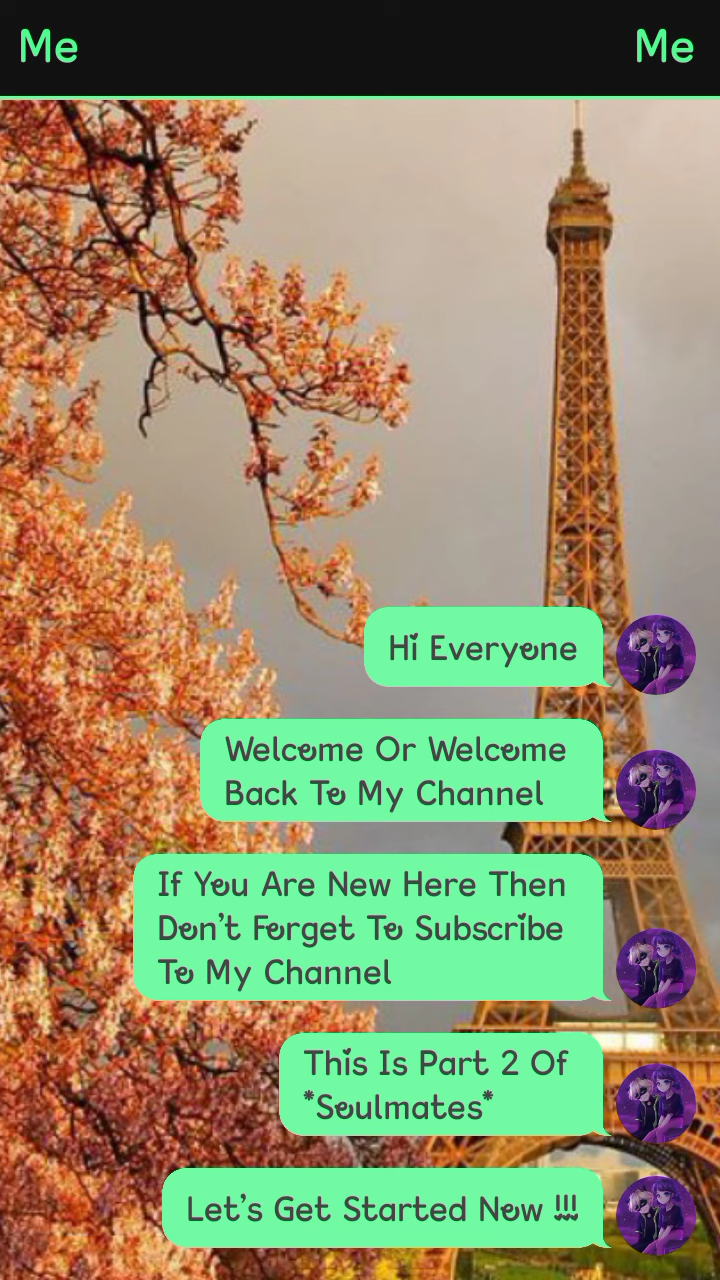 Me
Me
Hi Everyone
Welcome Or Welcome
Back To My Channel
If You Are New Here Then
Don't Forget To Subscribe
To My Channel
This Is Part 2 Of
*Soulmates*
Let's Get Started Now !!!